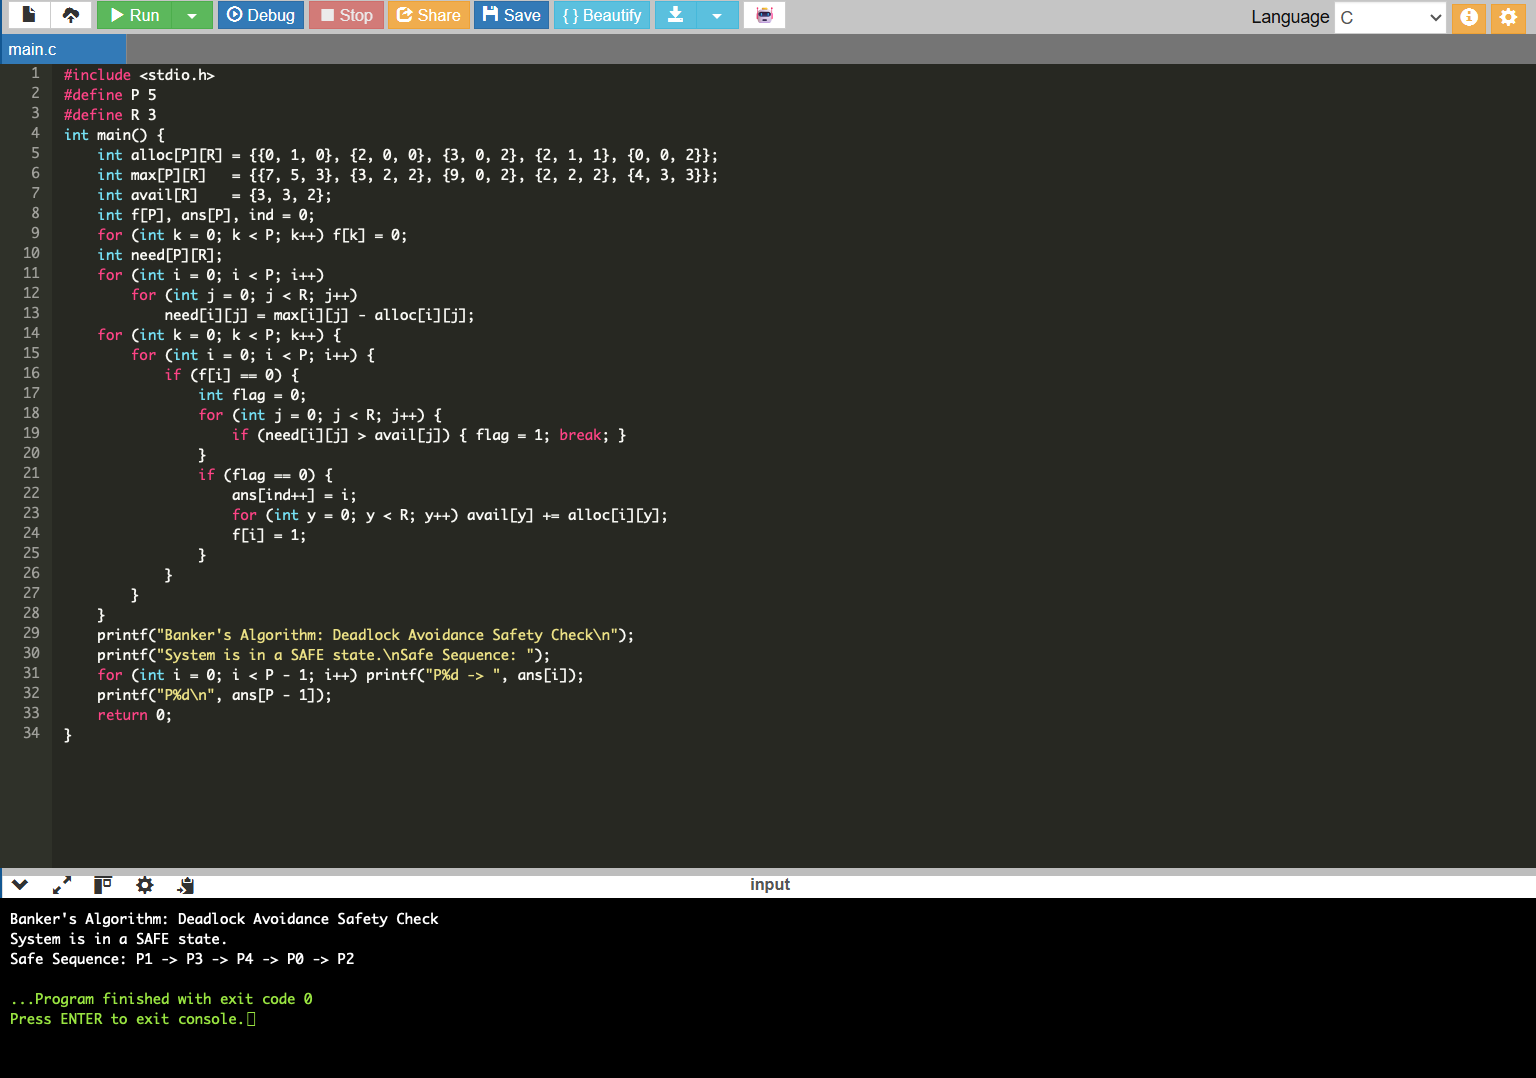 Run Debug Stop Share Save { } Beautify Language C
main.c
1 #include <stdio.h>
2 #define P 5
3 #define R 3
4 int main() {
5     int alloc[P][R] = {{0, 1, 0}, {2, 0, 0}, {3, 0, 2}, {2, 1, 1}, {0, 0, 2}};
6     int max[P][R]   = {{7, 5, 3}, {3, 2, 2}, {9, 0, 2}, {2, 2, 2}, {4, 3, 3}};
7     int avail[R]    = {3, 3, 2};
8     int f[P], ans[P], ind = 0;
9     for (int k = 0; k < P; k++) f[k] = 0;
10     int need[P][R];
11     for (int i = 0; i < P; i++)
12         for (int j = 0; j < R; j++)
13             need[i][j] = max[i][j] - alloc[i][j];
14     for (int k = 0; k < P; k++) {
15         for (int i = 0; i < P; i++) {
16             if (f[i] == 0) {
17                 int flag = 0;
18                 for (int j = 0; j < R; j++) {
19                     if (need[i][j] > avail[j]) { flag = 1; break; }
20                 }
21                 if (flag == 0) {
22                     ans[ind++] = i;
23                     for (int y = 0; y < R; y++) avail[y] += alloc[i][y];
24                     f[i] = 1;
25                 }
26             }
27         }
28     }
29     printf("Banker's Algorithm: Deadlock Avoidance Safety Check\n");
30     printf("System is in a SAFE state.\nSafe Sequence: ");
31     for (int i = 0; i < P - 1; i++) printf("P%d -> ", ans[i]);
32     printf("P%d\n", ans[P - 1]);
33     return 0;
34 }
input
Banker's Algorithm: Deadlock Avoidance Safety Check
System is in a SAFE state.
Safe Sequence: P1 -> P3 -> P4 -> P0 -> P2
...Program finished with exit code 0
Press ENTER to exit console.